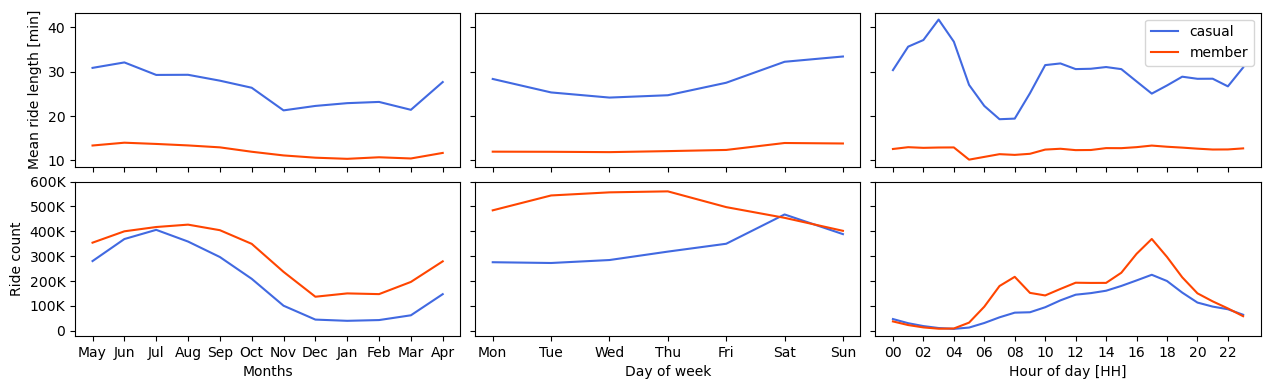 Mean ride length [min]
40
30
20
10
casual
member
Ride count
600K
500K
400K
300K
200K
100K
0
May Jun Jul Aug Sep Oct Nov Dec Jan Feb Mar Apr
Months
Mon Tue Wed Thu Fri Sat Sun
Day of week
00 02 04 06 08 10 12 14 16 18 20 22
Hour of day [HH]